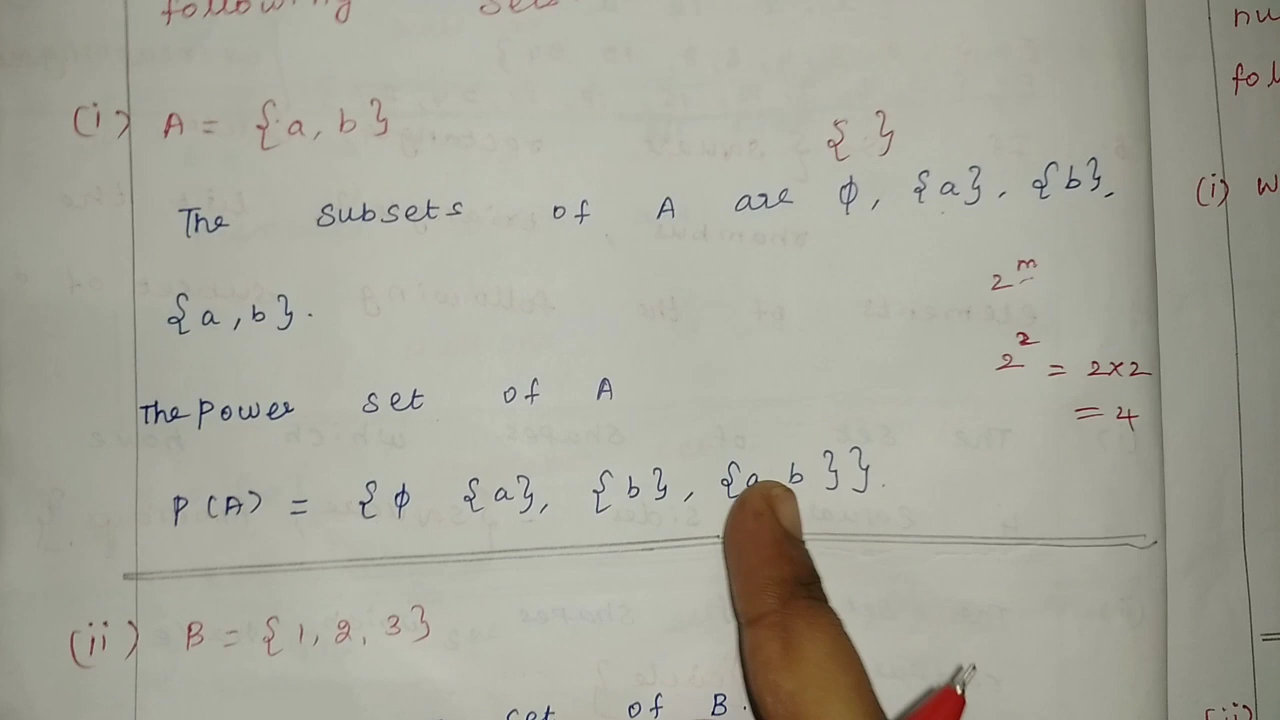 following
(i) A = {a, b}
{ }
The subsets of A are ϕ, {a}, {b},
{a, b}.
2^m
2^2 = 2×2
= 4
The power set of A
P(A) = {ϕ {a}, {b}, {a b}}.
(ii) B = {1, 2, 3}
of B.
(i)